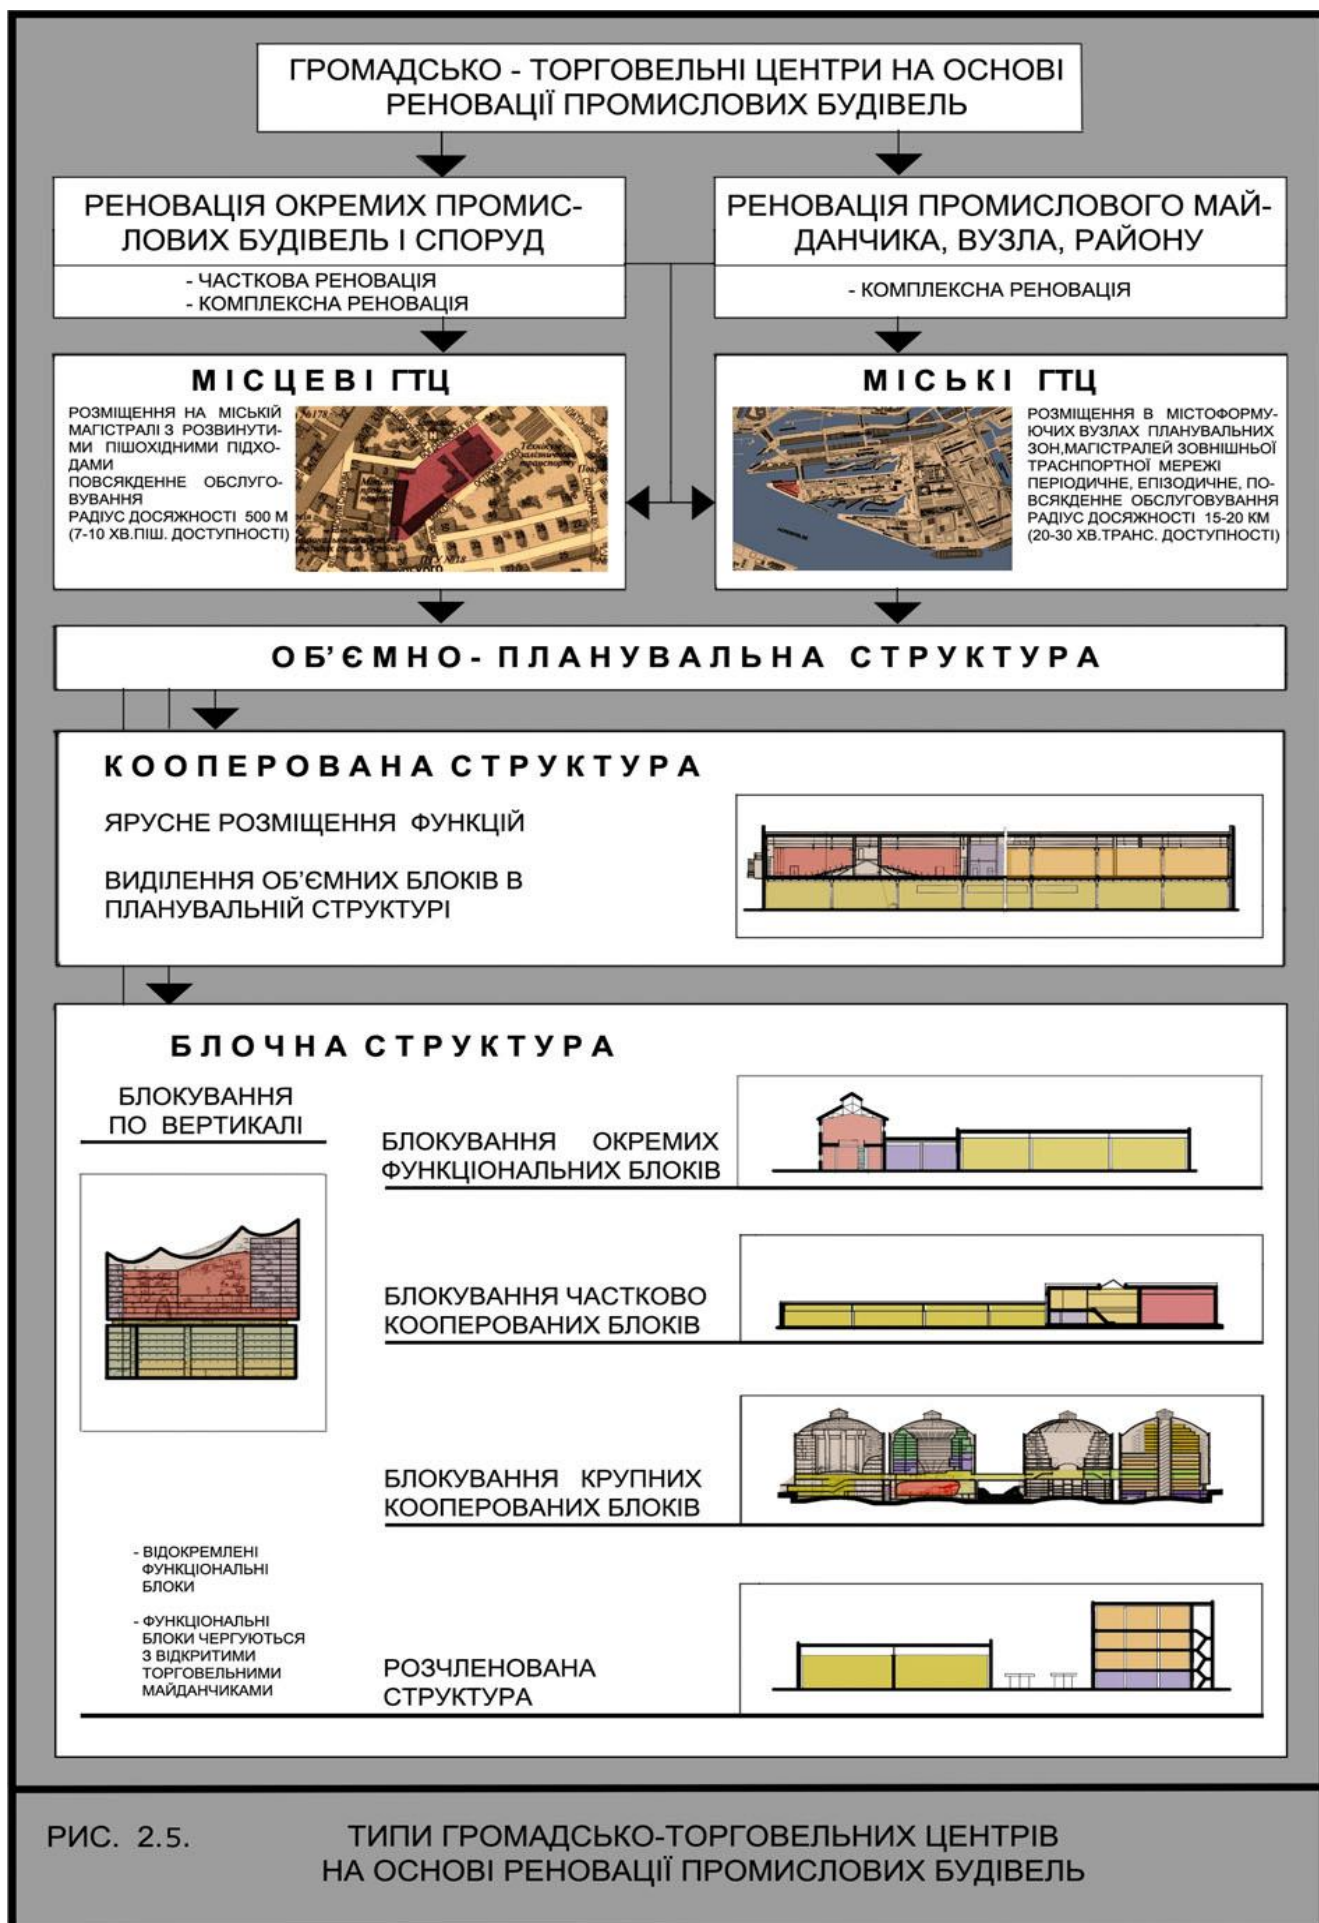 ГРОМАДСЬКО - ТОРГОВЕЛЬНІ ЦЕНТРИ НА ОСНОВІ
РЕНОВАЦІЇ ПРОМИСЛОВИХ БУДІВЕЛЬ
РЕНОВАЦІЯ ОКРЕМИХ ПРОМИС-
ЛОВИХ БУДІВЕЛЬ І СПОРУД
- ЧАСТКОВА РЕНОВАЦІЯ
- КОМПЛЕКСНА РЕНОВАЦІЯ
РЕНОВАЦІЯ ПРОМИСЛОВОГО МАЙ-
ДАНЧИКА, ВУЗЛА, РАЙОНУ
- КОМПЛЕКСНА РЕНОВАЦІЯ
МІСЦЕВІ ГТЦ
РОЗМІЩЕННЯ НА МІСЬКІЙ
МАГІСТРАЛІ З РОЗВИНУТИ-
МИ ПІШОХІДНИМИ ПІДХО-
ДАМИ
ПОВСЯКДЕННЕ ОБСЛУГО-
ВУВАННЯ
РАДІУС ДОСЯЖНОСТІ 500 М
(7-10 ХВ.ПІШ. ДОСТУПНОСТІ)
МІСЬКІ ГТЦ
РОЗМІЩЕННЯ В МІСТОФОРМУ-
ЮЧИХ ВУЗЛАХ ПЛАНУВАЛЬНИХ
ЗОН,МАГІСТРАЛЕЙ ЗОВНІШНЬОЇ
ТРАСНПОРТНОЇ МЕРЕЖІ
ПЕРІОДИЧНЕ, ЕПІЗОДИЧНЕ, ПО-
ВСЯКДЕННЕ ОБСЛУГОВУВАННЯ
РАДІУС ДОСЯЖНОСТІ 15-20 КМ
(20-30 ХВ.ТРАНС. ДОСТУПНОСТІ)
ОБ’ЄМНО- ПЛАНУВАЛЬНА СТРУКТУРА
КООПЕРОВАНА СТРУКТУРА
ЯРУСНЕ РОЗМІЩЕННЯ ФУНКЦІЙ
ВИДІЛЕННЯ ОБ’ЄМНИХ БЛОКІВ В
ПЛАНУВАЛЬНІЙ СТРУКТУРІ
БЛОЧНА СТРУКТУРА
БЛОКУВАННЯ
ПО ВЕРТИКАЛІ
БЛОКУВАННЯ ОКРЕМИХ
ФУНКЦІОНАЛЬНИХ БЛОКІВ
БЛОКУВАННЯ ЧАСТКОВО
КООПЕРОВАНИХ БЛОКІВ
БЛОКУВАННЯ КРУПНИХ
КООПЕРОВАНИХ БЛОКІВ
- ВІДОКРЕМЛЕНІ
ФУНКЦІОНАЛЬНІ
БЛОКИ
- ФУНКЦІОНАЛЬНІ
БЛОКИ ЧЕРГУЮТЬСЯ
З ВІДКРИТИМИ
ТОРГОВЕЛЬНИМИ
МАЙДАНЧИКАМИ
РОЗЧЛЕНОВАНА
СТРУКТУРА
РИС. 2.5.
ТИПИ ГРОМАДСЬКО-ТОРГОВЕЛЬНИХ ЦЕНТРІВ
НА ОСНОВІ РЕНОВАЦІЇ ПРОМИСЛОВИХ БУДІВЕЛЬ